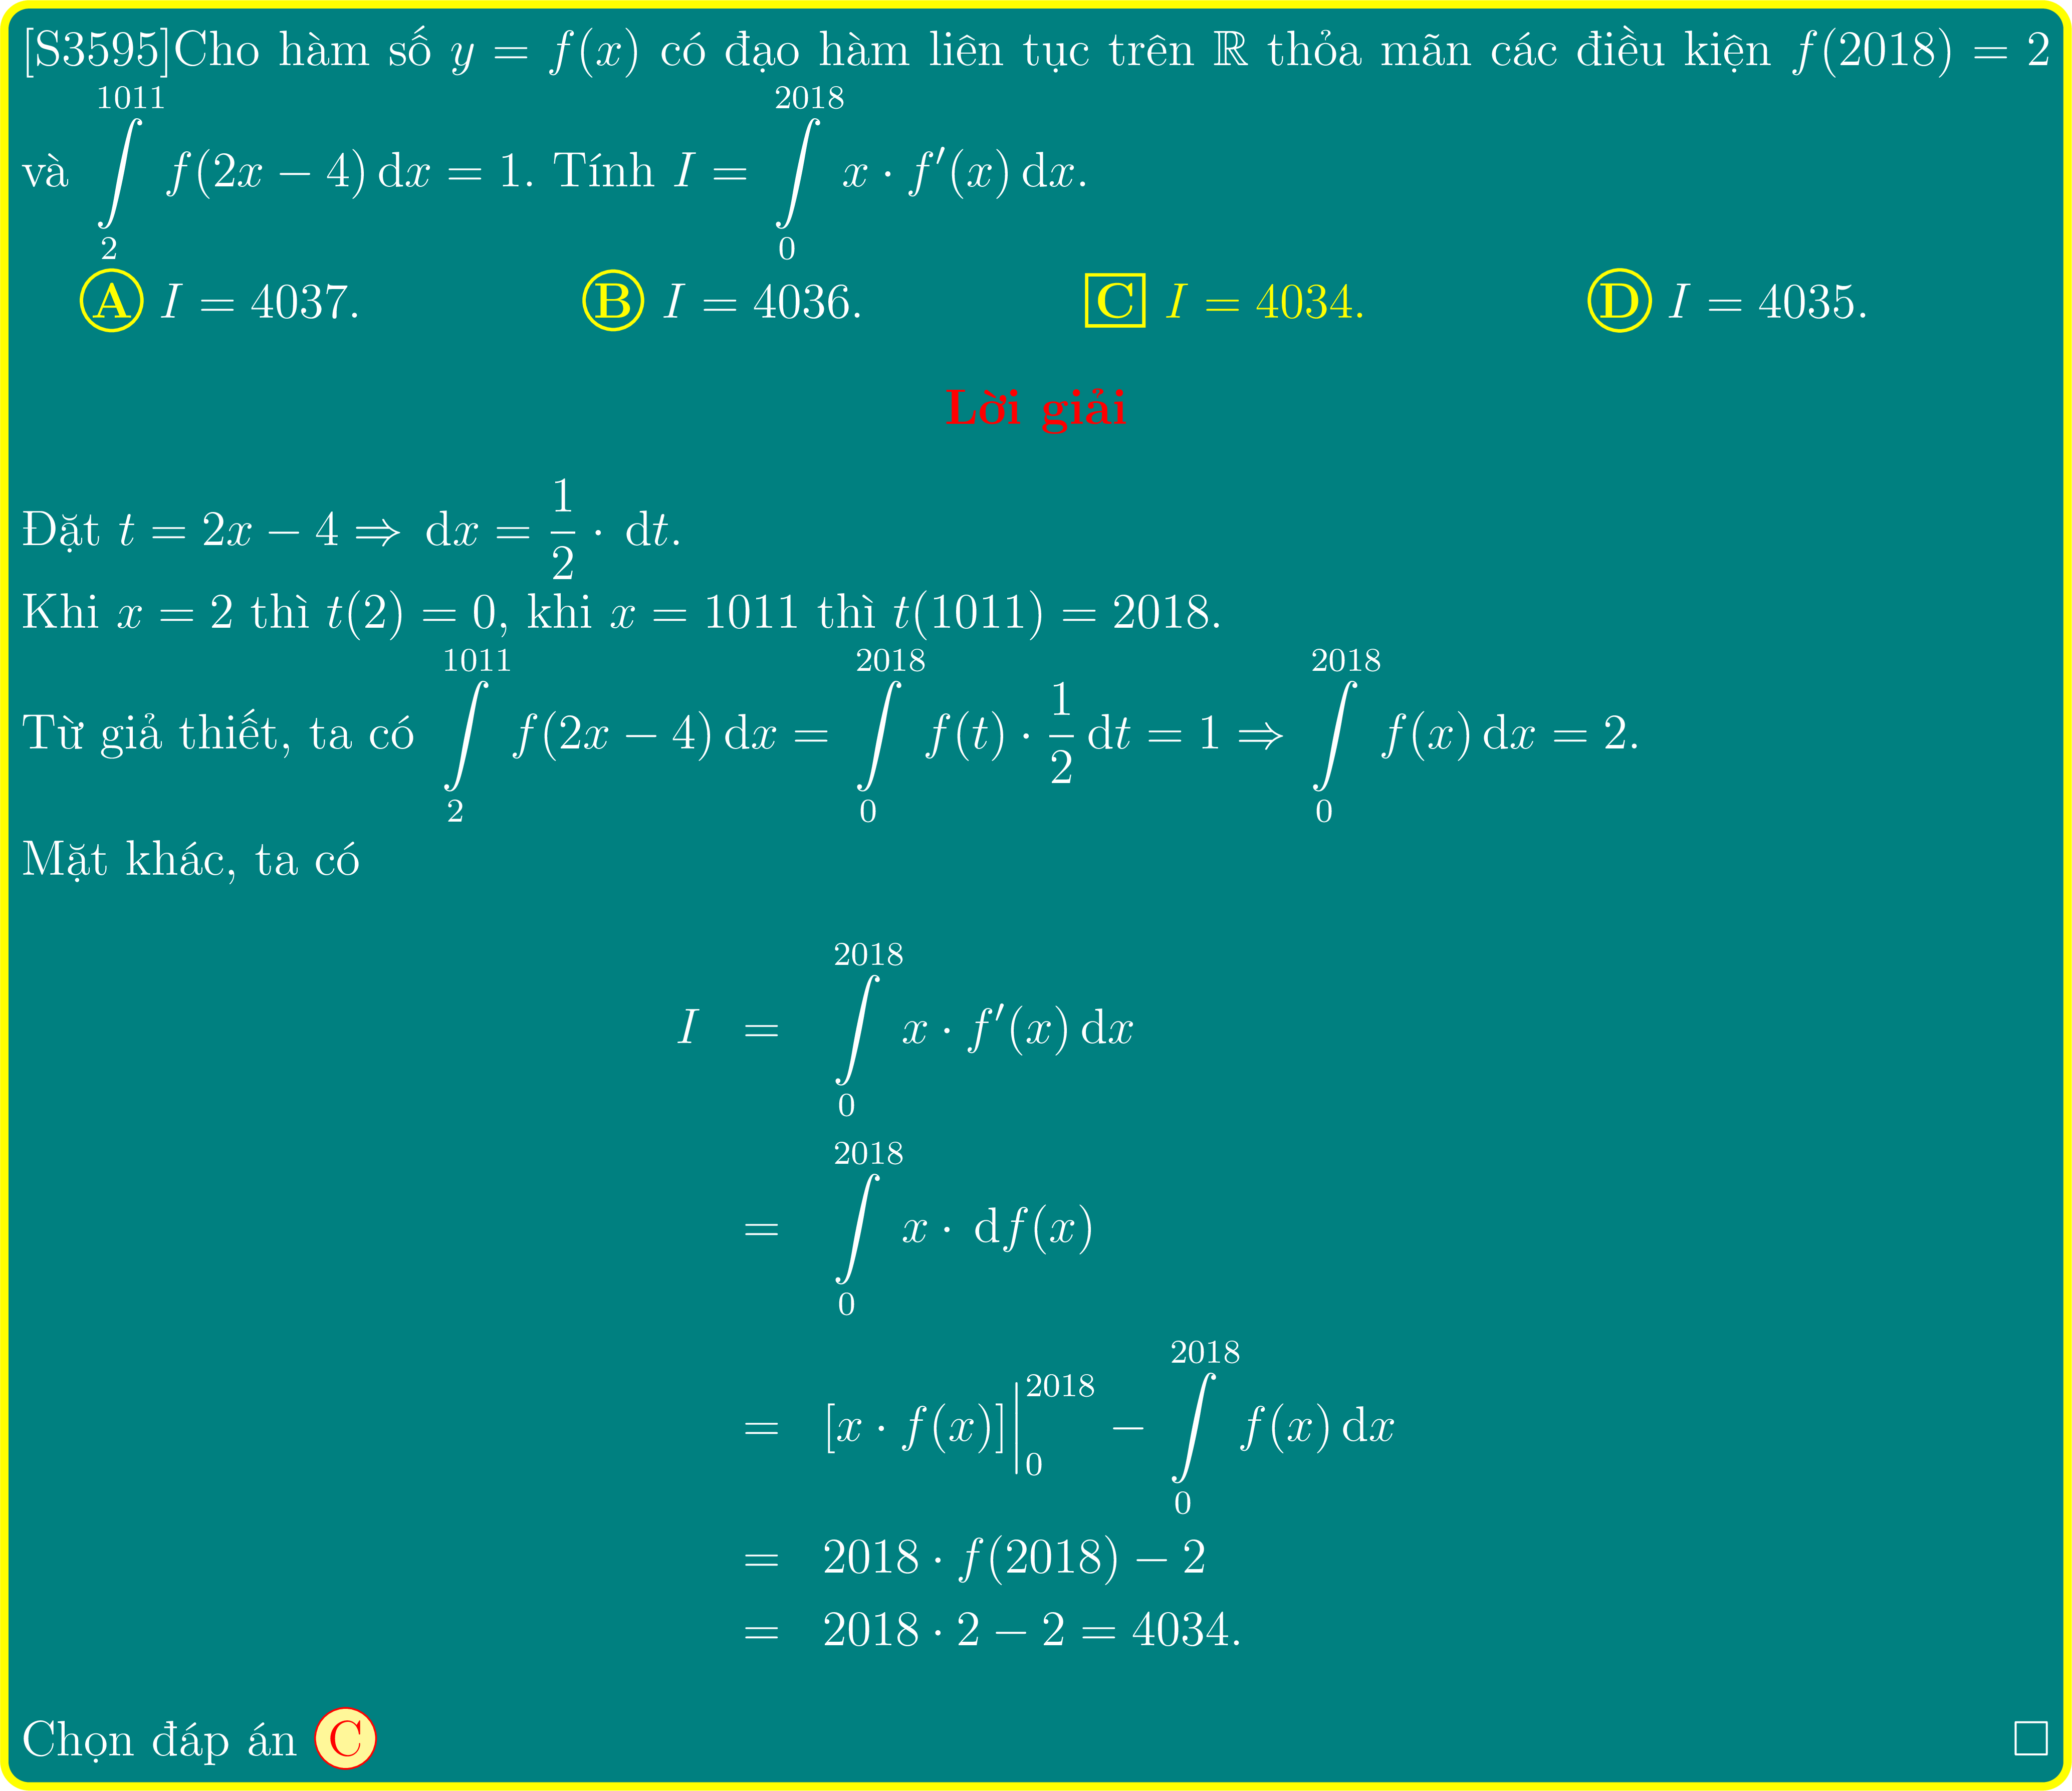 [S3595]Cho hàm số $y = f(x)$ có đạo hàm liên tục trên $\mathbb{R}$ thỏa mãn các điều kiện $f(2018) = 2$
và $\int\limits_{2}^{1011} f(2x-4)\,\mathrm{d}x = 1$. Tính $I = \int\limits_{0}^{2018} x \cdot f'(x)\,\mathrm{d}x$.
A $I = 4037$. B $I = 4036$. C $I = 4034$. D $I = 4035$.
Lời giải
Đặt $t = 2x - 4 \Rightarrow \mathrm{d}x = \dfrac{1}{2} \cdot \mathrm{d}t$.
Khi $x = 2$ thì $t(2) = 0$, khi $x = 1011$ thì $t(1011) = 2018$.
Từ giả thiết, ta có $\int\limits_{2}^{1011} f(2x-4)\,\mathrm{d}x = \int\limits_{0}^{2018} f(t) \cdot \dfrac{1}{2}\,\mathrm{d}t = 1 \Rightarrow \int\limits_{0}^{2018} f(x)\,\mathrm{d}x = 2$.
Mặt khác, ta có
$I = \int\limits_{0}^{2018} x \cdot f'(x)\,\mathrm{d}x$
$= \int\limits_{0}^{2018} x \cdot \mathrm{d}f(x)$
$= [x \cdot f(x)]\Big|_{0}^{2018} - \int\limits_{0}^{2018} f(x)\,\mathrm{d}x$
$= 2018 \cdot f(2018) - 2$
$= 2018 \cdot 2 - 2 = 4034.$
Chọn đáp án C □